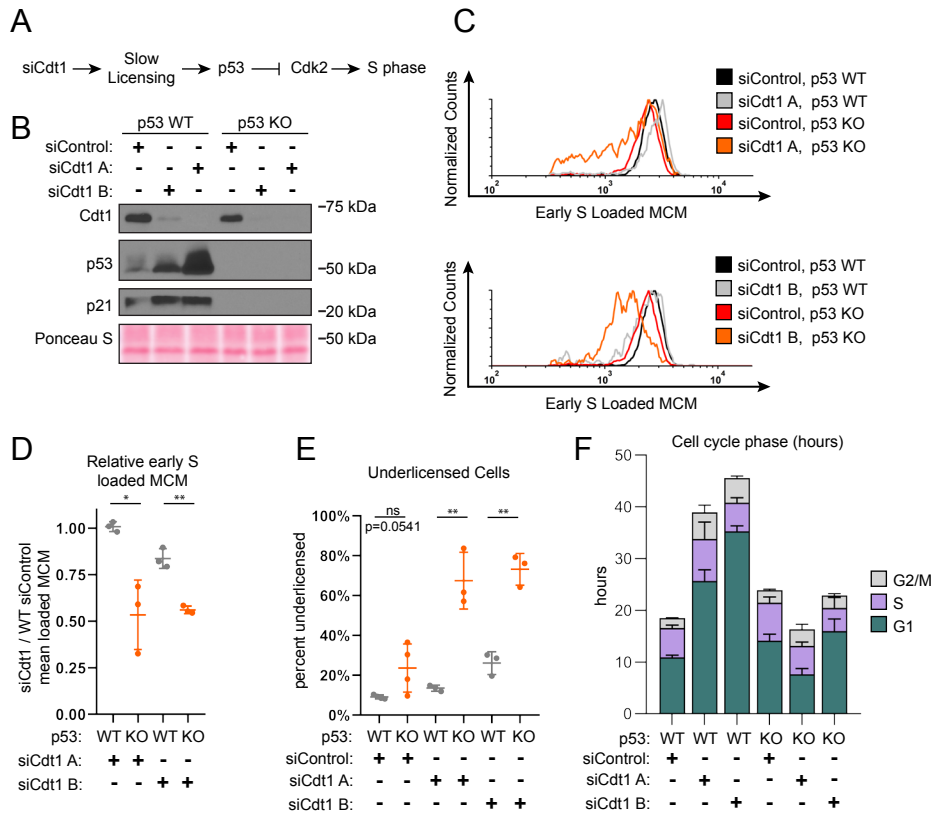 A
siCdt1 → Slow Licensing → p53 ⊣ Cdk2 → S phase
B
p53 WT p53 KO
siControl: + - - + - -
siCdt1 A: - - + - - +
siCdt1 B: - + - - + -
Cdt1
–75 kDa
p53
–50 kDa
p21
–20 kDa
Ponceau S
–50 kDa
C
Normalized Counts
siControl, p53 WT
siCdt1 A, p53 WT
siControl, p53 KO
siCdt1 A, p53 KO
10² 10³ 10⁴
Early S Loaded MCM
Normalized Counts
siControl, p53 WT
siCdt1 B, p53 WT
siControl, p53 KO
siCdt1 B, p53 KO
10² 10³ 10⁴
Early S Loaded MCM
D
Relative early S
loaded MCM
* **
siCdt1 / WT siControl
mean loaded MCM
1.00
0.75
0.50
0.25
0.00
p53: WT KO WT KO
siCdt1 A: + + - -
siCdt1 B: - - + +
E
Underlicensed Cells
ns ** **
p=0.0541
percent underlicensed
100%
80%
60%
40%
20%
0%
p53: WT KO WT KO WT KO
siControl: + + - - - -
siCdt1 A: - - + + - -
siCdt1 B: - - - - + +
F
Cell cycle phase (hours)
hours
50
40
30
20
10
0
G2/M
S
G1
p53: WT WT WT KO KO KO
siControl: + - - + - -
siCdt1 A: - + - - + -
siCdt1 B: - - + - - +